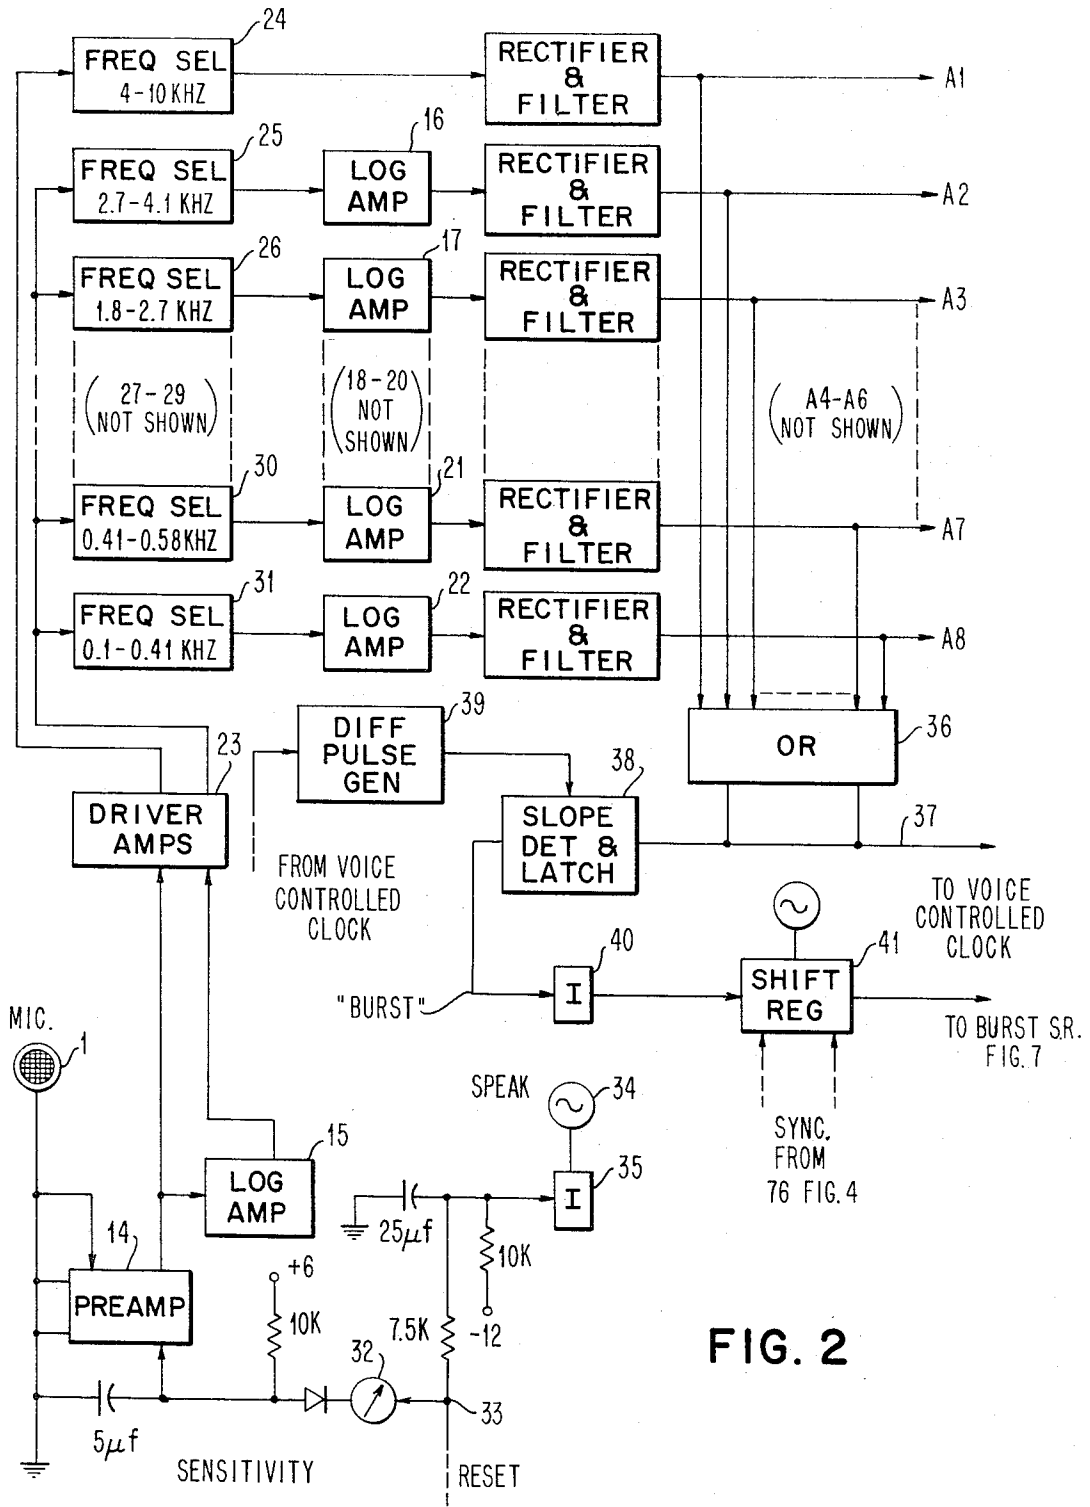 24
FREQ SEL
4-10 KHZ
RECTIFIER
&
FILTER
A1
25
FREQ SEL
2.7-4.1 KHZ
16
LOG
AMP
RECTIFIER
&
FILTER
A2
26
FREQ SEL
1.8-2.7 KHZ
17
LOG
AMP
RECTIFIER
&
FILTER
A3
(27-29
NOT SHOWN)
(18-20
NOT
SHOWN)
(A4-A6
NOT SHOWN)
30
FREQ SEL
0.41-0.58 KHZ
21
LOG
AMP
RECTIFIER
&
FILTER
A7
31
FREQ SEL
0.1-0.41 KHZ
22
LOG
AMP
RECTIFIER
&
FILTER
A8
39
DIFF
PULSE
GEN
OR
36
23
DRIVER
AMPS
38
SLOPE
DET &
LATCH
37
FROM VOICE
CONTROLLED
CLOCK
TO VOICE
CONTROLLED
CLOCK
"BURST"
40
I
41
SHIFT
REG
TO BURST S.R.
FIG. 7
MIC.
1
SPEAK
34
SYNC.
FROM
76 FIG. 4
15
LOG
AMP
35
I
25µf
10K
-12
7.5K
14
PREAMP
+6
10K
32
33
5µf
SENSITIVITY
RESET
FIG. 2